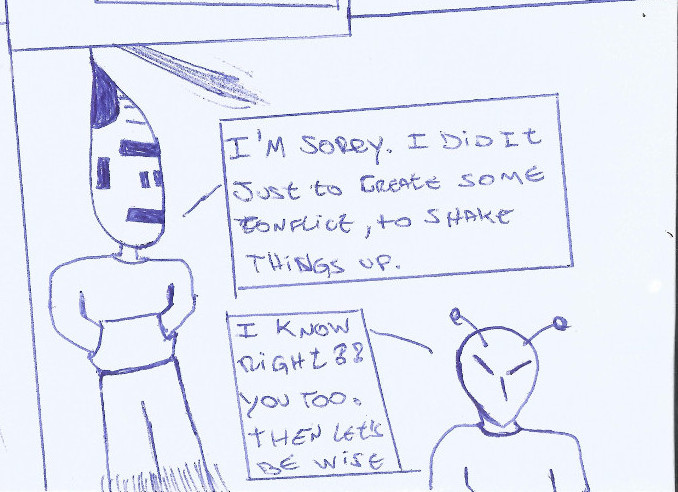 I'M SORRY. I DID It
JUST to CREATE SOME
CONFLICT, tO SHAKE
THINGS UP.
I KNOW
RIGHT??
YOU TOO.
tHEN LEt'S
BE WISE